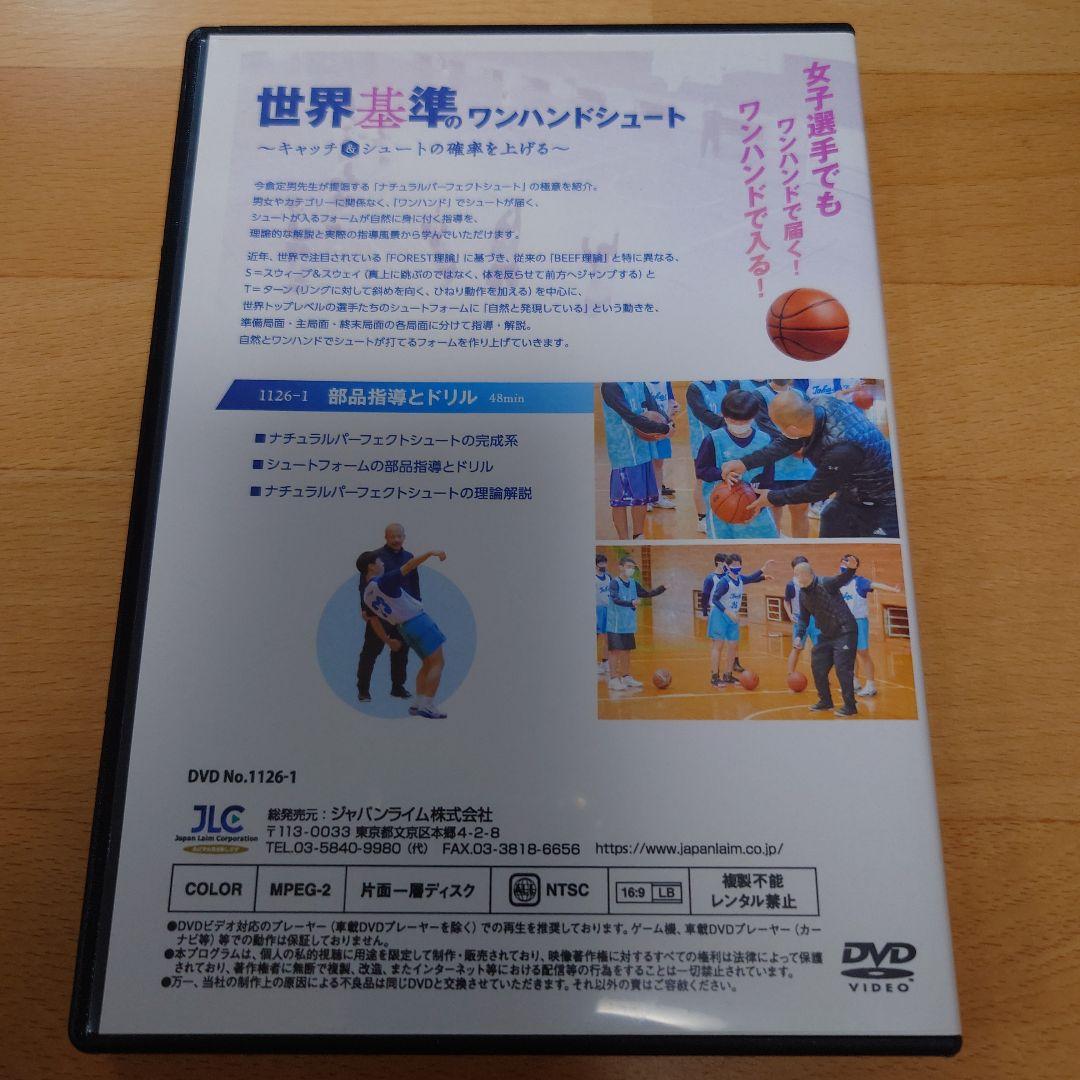 世界基準のワンハンドシュート
〜キャッチ&シュートの確率を上げる〜
女子選手でも
ワンハンドで届く!
ワンハンドで入る!
今倉定男先生が提唱する「ナチュラルパーフェクトシュート」の極意を紹介。
男女やカテゴリーに関係なく、「ワンハンド」でシュートが届く、
シュートが入るフォームが自然に身に付く指導を、
理論的な解説と実際の指導風景から学んでいただけます。
近年、世界で注目されている「FOREST理論」に基づき、従来の「BEEF理論」と特に異なる、
S=スウィープ&スウェイ(真上に跳ぶのではなく、体を反らせて前方へジャンプする)と
T=ターン(リングに対して斜めを向く、ひねり動作を加える)を中心に、
世界トップレベルの選手たちのシュートフォームに「自然と発現している」という動きを、
準備局面・主局面・終末局面の各局面に分けて指導・解説。
自然とワンハンドでシュートが打てるフォームを作り上げていきます。
1126-1 部品指導とドリル 48min
■ナチュラルパーフェクトシュートの完成系
■シュートフォームの部品指導とドリル
■ナチュラルパーフェクトシュートの理論解説
DVD No.1126-1
JLC
Japan Laim Corporation
総発売元:ジャパンライム株式会社
〒113-0033 東京都文京区本郷4-2-8
TEL.03-5840-9980(代) FAX.03-3818-6656 https://www.japanlaim.co.jp/
COLOR MPEG-2 片面一層ディスク ALL NTSC 16:9 LB 複製不能
レンタル禁止
●DVDビデオ対応のプレーヤー(車載DVDプレーヤーを除く)での再生を推奨しております。ゲーム機、車載DVDプレーヤー(カー
ナビ等)等での動作は保証しておりません。
●本プログラムは、個人の私的視聴に用途を限定して制作・販売されており、映像著作権に対するすべての権利は法律によって保護
されており、著作権者に無断で複製、改造、またインターネット等における配信等の行為をすることは一切禁止されています。
●万一、当社の制作上の原因による不良品は同じDVDと交換させていただきます。それ以外の責はご容赦ください。
DVD
VIDEO